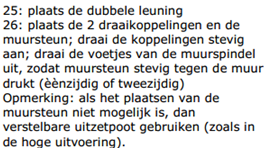 25: plaats de dubbele leuning
26: plaats de 2 draaikoppelingen en de
muursteun; draai de koppelingen stevig
aan; draai de voetjes van de muurspindel
uit, zodat muursteun stevig tegen de muur
drukt (èènzijdig of tweezijdig)
Opmerking: als het plaatsen van de
muursteun niet mogelijk is, dan
verstelbare uitzetpoot gebruiken (zoals in
de hoge uitvoering).